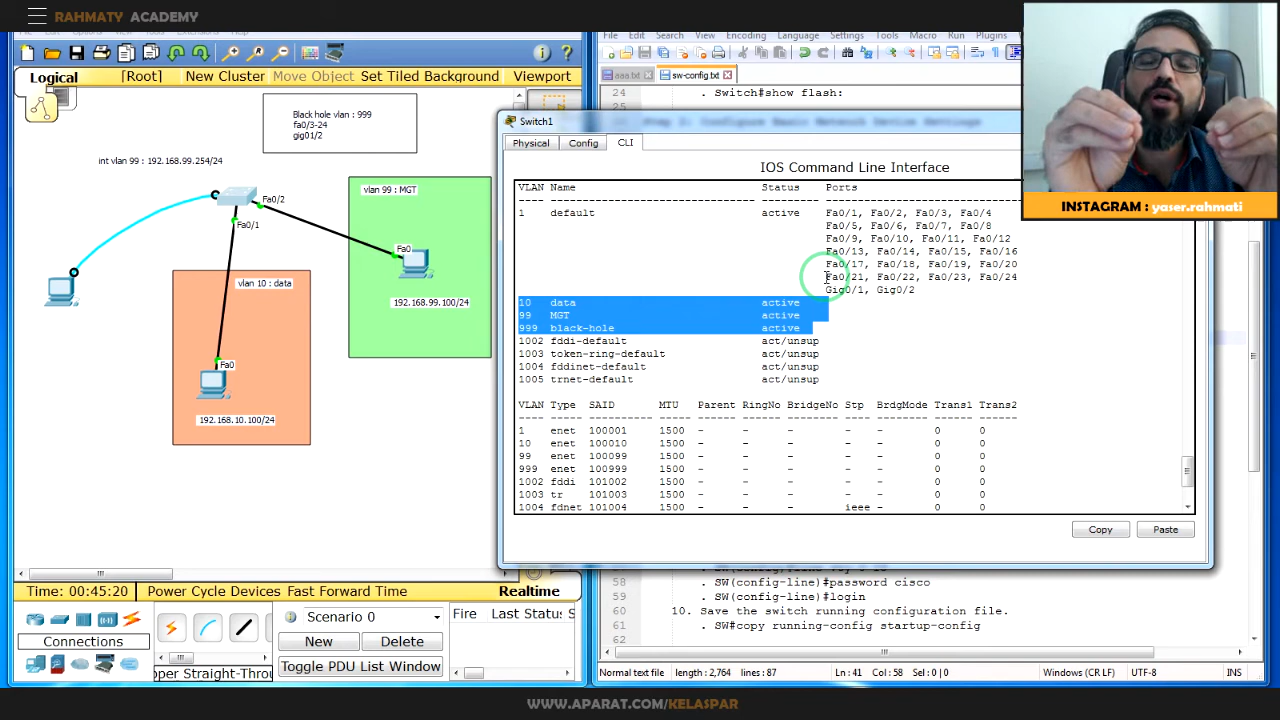 RAHMATY ACADEMY
Logical [Root] New Cluster Move Object Set Tiled Background Viewport
Black hole vlan : 999
fa0/3-24
gig01/2
int vlan 99 : 192.168.99.254/24
Fa0/2
Fa0/1
vlan 99 : MGT
Fa0
192.168.99.100/24
vlan 10 : data
Fa0
192.168.10.100/24
Time: 00:45:20 Power Cycle Devices Fast Forward Time Realtime
Connections
Scenario 0
New Delete
Toggle PDU List Window
Fire Last Status S
File Edit Search View Encoding Language Settings Tools Macro Run Plugins
aaa.txt sw-config.txt
24 . Switch#show flash:
25
Switch1
Physical Config CLI
IOS Command Line Interface
VLAN Name Status Ports
1 default active Fa0/1, Fa0/2, Fa0/3, Fa0/4
Fa0/5, Fa0/6, Fa0/7, Fa0/8
Fa0/9, Fa0/10, Fa0/11, Fa0/12
Fa0/13, Fa0/14, Fa0/15, Fa0/16
Fa0/17, Fa0/18, Fa0/19, Fa0/20
Fa0/21, Fa0/22, Fa0/23, Fa0/24
Gig0/1, Gig0/2
10 data active
99 MGT active
999 black-hole active
1002 fddi-default act/unsup
1003 token-ring-default act/unsup
1004 fddinet-default act/unsup
1005 trnet-default act/unsup
VLAN Type SAID MTU Parent RingNo BridgeNo Stp BrdgMode Trans1 Trans2
1 enet 100001 1500 - - - - - 0 0
10 enet 100010 1500 - - - - - 0 0
99 enet 100099 1500 - - - - - 0 0
999 enet 100999 1500 - - - - - 0 0
1002 fddi 101002 1500 - - - - - 0 0
1003 tr 101003 1500 - - - - - 0 0
1004 fdnet 101004 1500 - - - ieee - 0 0
Copy Paste
58 . SW(config-line)#password cisco
59 . SW(config-line)#login
60 10. Save the switch running configuration file.
61 . SW#copy running-config startup-config
62
Normal text file length : 2,764 lines : 87 Ln : 41 Col : 58 Sel : 0 | 0 Windows (CR LF) UTF-8 INS
INSTAGRAM : yaser.rahmati
WWW.APARAT.COM/KELASPAR